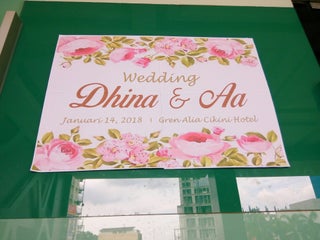 Wedding
Dhina & Aa
Januari 14, 2018 | Gren Alia Cikini Hotel